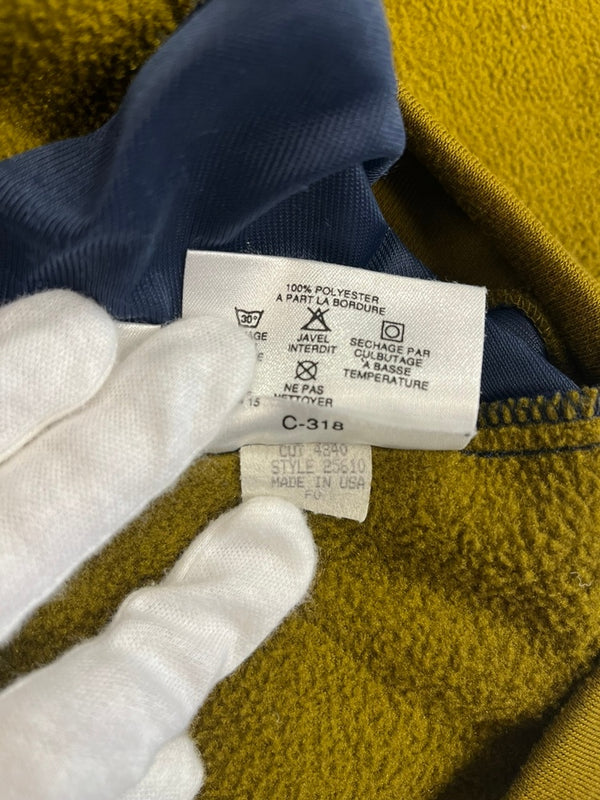 100% POLYESTER
A PART LA BORDURE
30°
JAVEL
INTERDIT
SECHAGE PAR
CULBUTAGE
A BASSE
TEMPERATURE
NE PAS
NETTOYER
15
C-318
CUT 4840
STYLE 25610
MADE IN USA